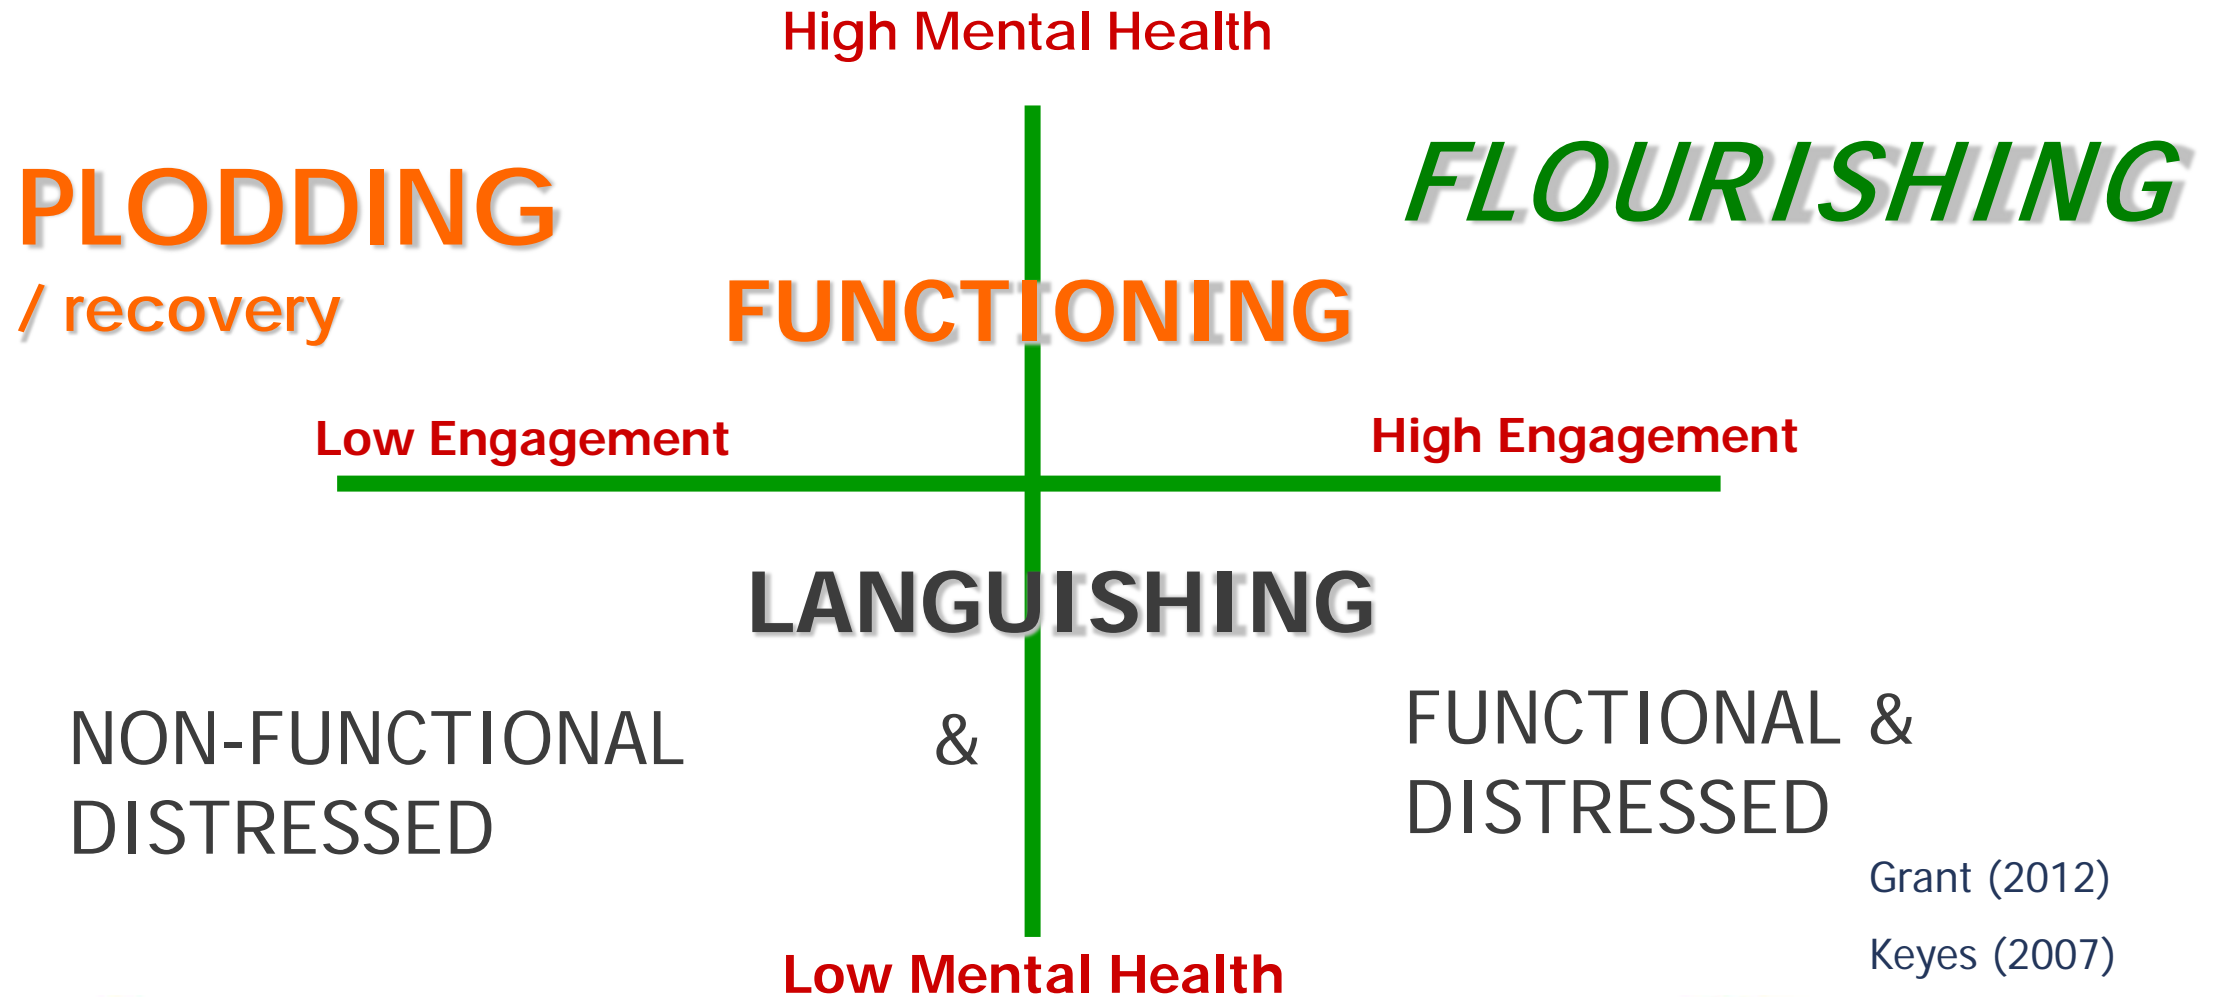 High Mental Health
FLOURISHING
PLODDING
/ recovery
FUNCTIONING
Low Engagement
High Engagement
LANGUISHING
NON-FUNCTIONAL &
DISTRESSED
FUNCTIONAL &
DISTRESSED
Grant (2012)
Keyes (2007)
Low Mental Health